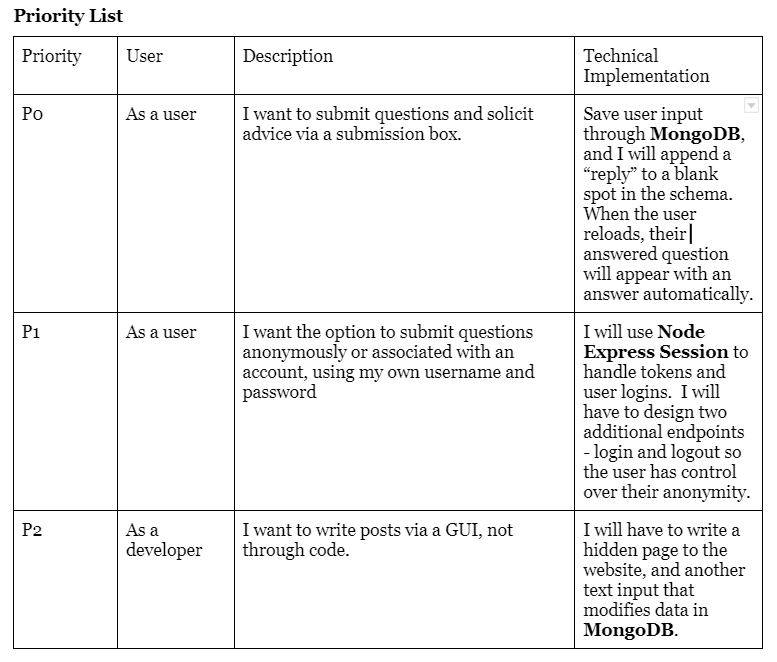 Priority List
Priority User Description Technical
Implementation
P0 As a user I want to submit questions and solicit
advice via a submission box.
Save user input
through MongoDB,
and I will append a
“reply” to a blank
spot in the schema.
When the user
reloads, their
answered question
will appear with an
answer automatically.
P1 As a user I want the option to submit questions
anonymously or associated with an
account, using my own username and
password
I will use Node
Express Session to
handle tokens and
user logins.  I will
have to design two
additional endpoints
- login and logout so
the user has control
over their anonymity.
P2 As a
developer
I want to write posts via a GUI, not
through code.
I will have to write a
hidden page to the
website, and another
text input that
modifies data in
MongoDB.